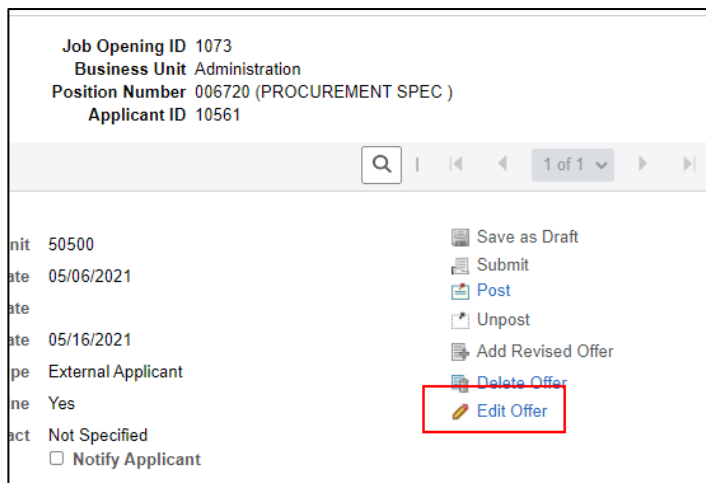 Job Opening ID 1073
Business Unit Administration
Position Number 006720 (PROCUREMENT SPEC )
Applicant ID 10561
1 of 1
nit 50500
ate 05/06/2021
ate
ate 05/16/2021
pe External Applicant
ne Yes
act Not Specified
Notify Applicant
Save as Draft
Submit
Post
Unpost
Add Revised Offer
Delete Offer
Edit Offer